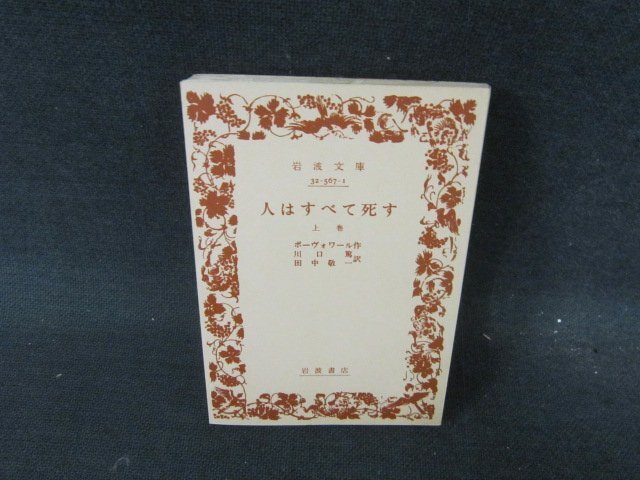 岩波文庫
32-567-1
人はすべて死す
上巻
ボーヴォワール作
川口篤
田中敬一訳
岩波書店